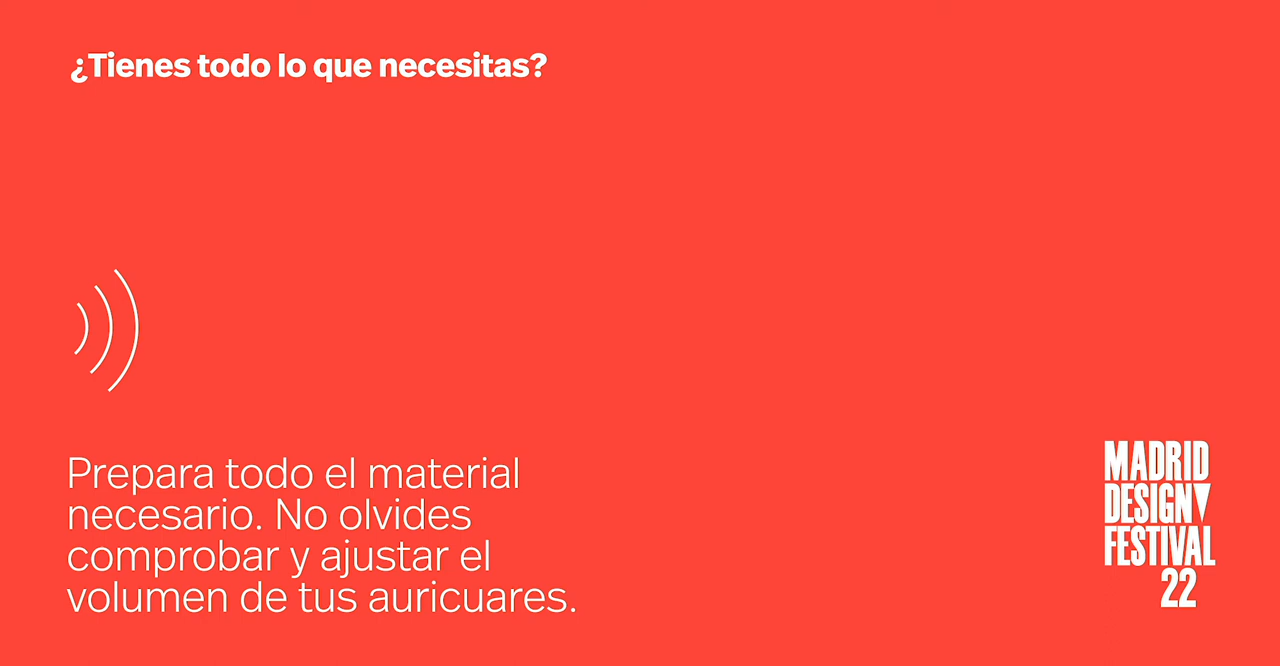 ¿Tienes todo lo que necesitas?
Prepara todo el material
necesario. No olvides
comprobar y ajustar el
volumen de tus auricuares.
MADRID
DESIGN
FESTIVAL
22